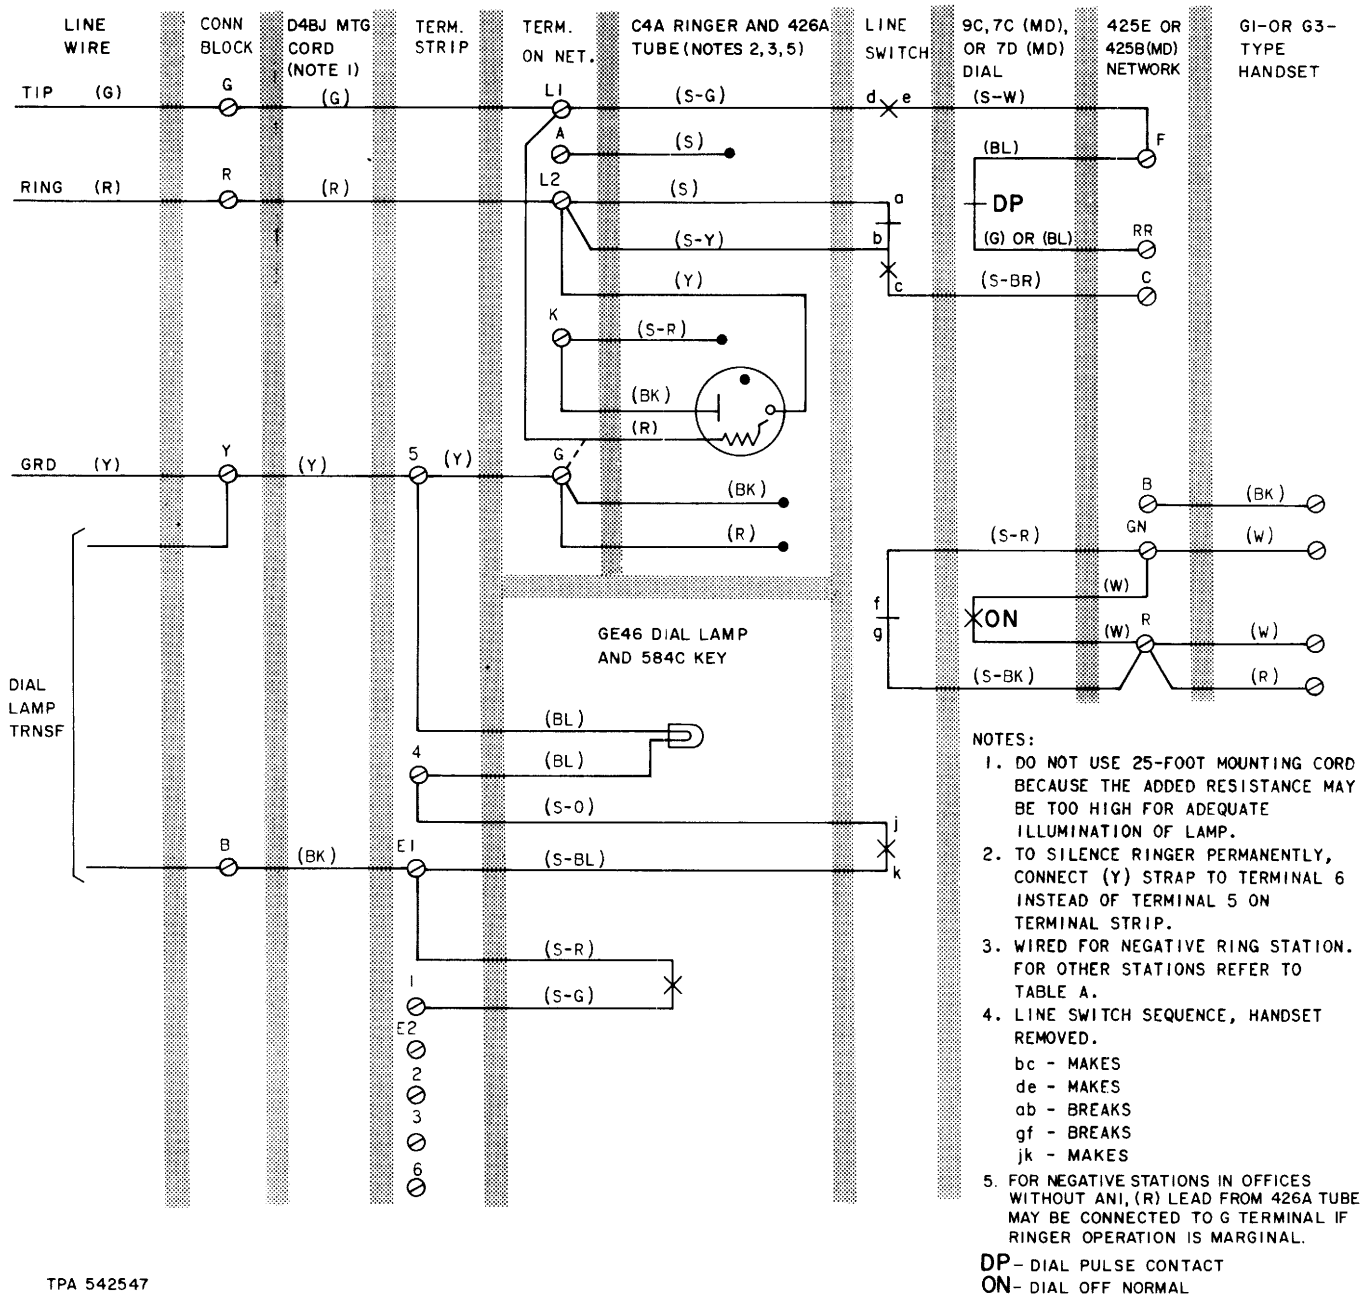 LINE WIRE
CONN BLOCK
D4BJ MTG CORD (NOTE 1)
TERM. STRIP
TERM. ON NET.
C4A RINGER AND 426A TUBE (NOTES 2,3,5)
LINE SWITCH
9C, 7C (MD), OR 7D (MD) DIAL
425E OR 425B(MD) NETWORK
G1-OR G3-TYPE HANDSET
TIP (G) G (G) L1 (S-G) d e (S-W)
A (S) (BL) F
RING (R) R (R) L2 (S) a DP
(S-Y) b (G) OR (BL) RR
(Y) c (S-BR) C
K (S-R)
(BK)
(R)
GRD (Y) Y (Y) 5 (Y) G
(BK) B (BK)
(R) (S-R) GN (W)
(W)
f ON
g (W) R (W)
(S-BK) (R)
GE46 DIAL LAMP
AND 584C KEY
DIAL
LAMP
TRNSF
(BL)
4 (BL)
(S-O) j
B (BK) E1 (S-BL) k
(S-R)
1 (S-G)
E2
2
3
6
NOTES:
1. DO NOT USE 25-FOOT MOUNTING CORD
BECAUSE THE ADDED RESISTANCE MAY
BE TOO HIGH FOR ADEQUATE
ILLUMINATION OF LAMP.
2. TO SILENCE RINGER PERMANENTLY,
CONNECT (Y) STRAP TO TERMINAL 6
INSTEAD OF TERMINAL 5 ON
TERMINAL STRIP.
3. WIRED FOR NEGATIVE RING STATION.
FOR OTHER STATIONS REFER TO
TABLE A.
4. LINE SWITCH SEQUENCE, HANDSET
REMOVED.
bc - MAKES
de - MAKES
ab - BREAKS
gf - BREAKS
jk - MAKES
5. FOR NEGATIVE STATIONS IN OFFICES
WITHOUT ANI, (R) LEAD FROM 426A TUBE
MAY BE CONNECTED TO G TERMINAL IF
RINGER OPERATION IS MARGINAL.
DP - DIAL PULSE CONTACT
ON - DIAL OFF NORMAL
TPA 542547